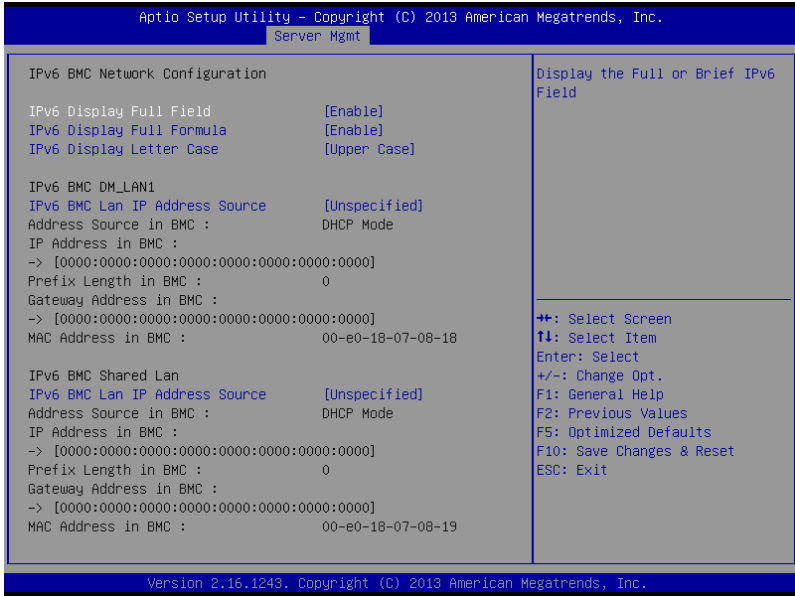 Aptio Setup Utility – Copyright (C) 2013 American Megatrends, Inc.
Server Mgmt
IPv6 BMC Network Configuration
IPv6 Display Full Field [Enable]
IPv6 Display Full Formula [Enable]
IPv6 Display Letter Case [Upper Case]
IPv6 BMC DM_LAN1
IPv6 BMC Lan IP Address Source [Unspecified]
Address Source in BMC : DHCP Mode
IP Address in BMC :
-> [0000:0000:0000:0000:0000:0000:0000:0000]
Prefix Length in BMC : 0
Gateway Address in BMC :
-> [0000:0000:0000:0000:0000:0000:0000:0000]
MAC Address in BMC : 00-e0-18-07-08-18
IPv6 BMC Shared Lan
IPv6 BMC Lan IP Address Source [Unspecified]
Address Source in BMC : DHCP Mode
IP Address in BMC :
-> [0000:0000:0000:0000:0000:0000:0000:0000]
Prefix Length in BMC : 0
Gateway Address in BMC :
-> [0000:0000:0000:0000:0000:0000:0000:0000]
MAC Address in BMC : 00-e0-18-07-08-19
Display the Full or Brief IPv6
Field
→←: Select Screen
↑↓: Select Item
Enter: Select
+/-: Change Opt.
F1: General Help
F2: Previous Values
F5: Optimized Defaults
F10: Save Changes & Reset
ESC: Exit
Version 2.16.1243. Copyright (C) 2013 American Megatrends, Inc.